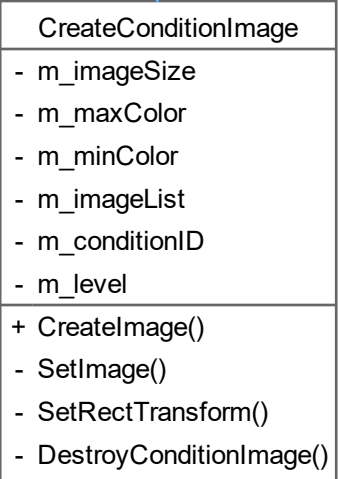 CreateConditionImage
- m_imageSize
- m_maxColor
- m_minColor
- m_imageList
- m_conditionID
- m_level
+ CreateImage()
- SetImage()
- SetRectTransform()
- DestroyConditionImage()